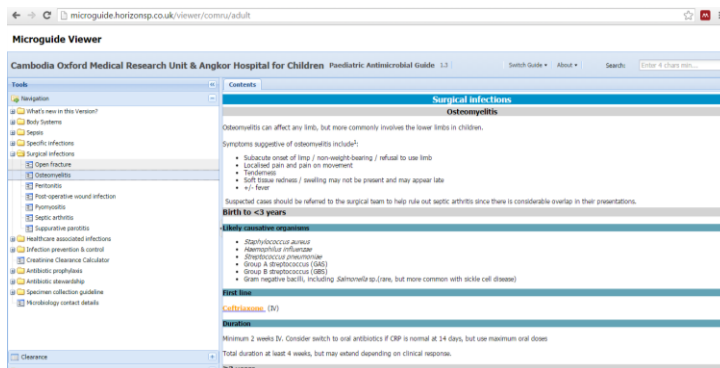 microguide.horizonsp.co.uk/viewer/comru/adult
Microguide Viewer
Cambodia Oxford Medical Research Unit & Angkor Hospital for Children Paediatric Antimicrobial Guide 1.3
Switch Guide
About
Search:
Enter 4 chars min...
Tools
Navigation
What's new in this Version?
Body Systems
Sepsis
Specific infections
Surgical infections
Open fracture
Osteomyelitis
Peritonitis
Post-operative wound infection
Pyomyositis
Septic arthritis
Suppurative parotitis
Healthcare associated infections
Infection prevention & control
Creatinine Clearance Calculator
Antibiotic prophylaxis
Antibiotic stewardship
Specimen collection guideline
Microbiology contact details
Clearance
Contents
Surgical infections
Osteomyelitis
Osteomyelitis can affect any limb, but more commonly involves the lower limbs in children.
Symptoms suggestive of osteomyelitis include1:
• Subacute onset of limp / non-weight-bearing / refusal to use limb
• Localised pain and pain on movement
• Tenderness
• Soft tissue redness / swelling may not be present and may appear late
• +/- fever
Suspected cases should be referred to the surgical team to help rule out septic arthritis since there is considerable overlap in their presentations.
Birth to <3 years
Likely causative organisms
• Staphylococcus aureus
• Haemophilus influenzae
• Streptococcus pneumoniae
• Group A streptococcus (GAS)
• Group B streptococcus (GBS)
• Gram negative bacilli, including Salmonella sp.(rare, but more common with sickle cell disease)
First line
Ceftriaxone (IV)
Duration
Minimum 2 weeks IV. Consider switch to oral antibiotics if CRP is normal at 14 days, but use maximum oral doses
Total duration at least 4 weeks, but may extend depending on clinical response.